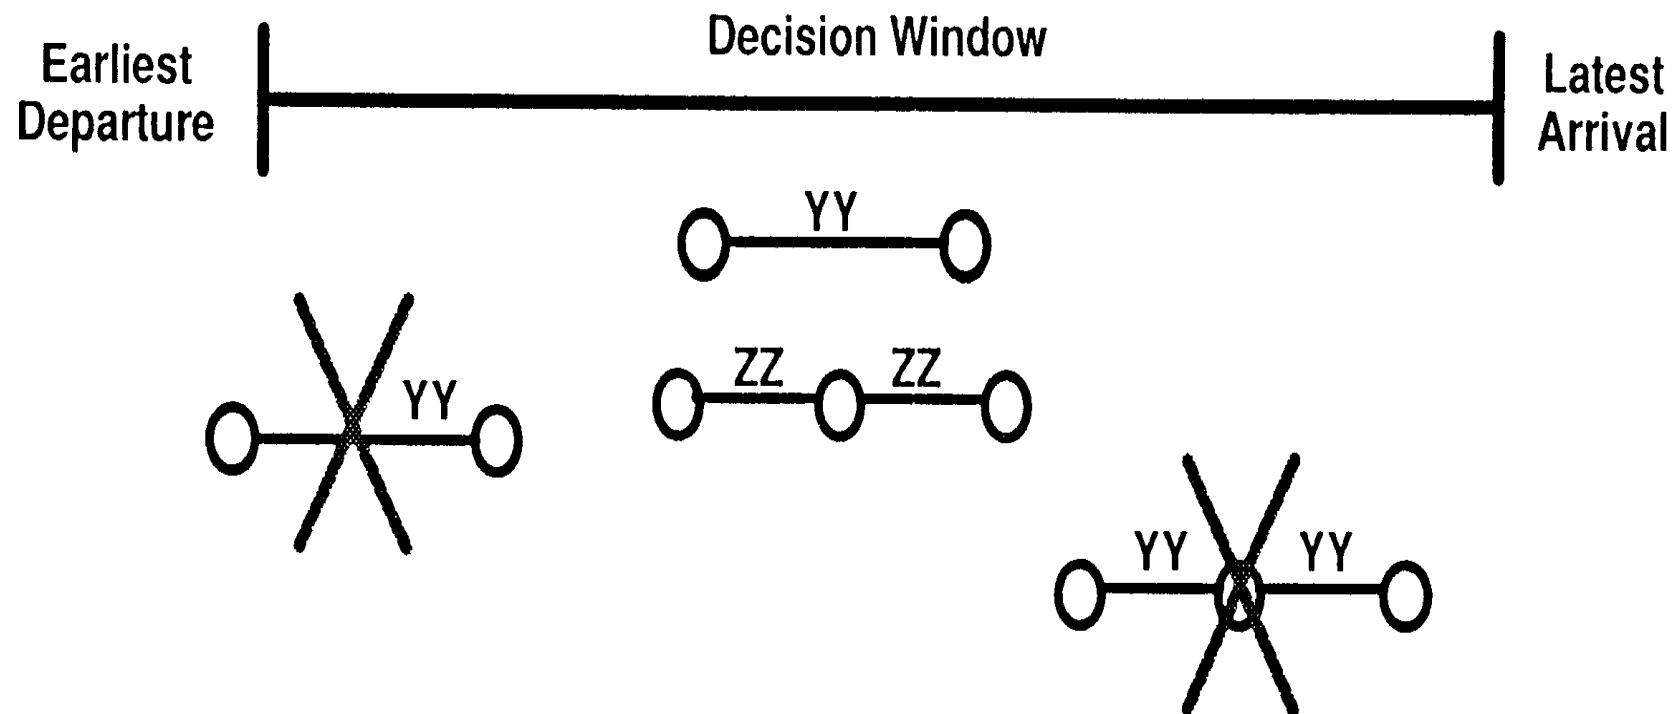 Earliest
Departure
Decision Window
Latest
Arrival
YY
ZZ ZZ
YY
YY YY